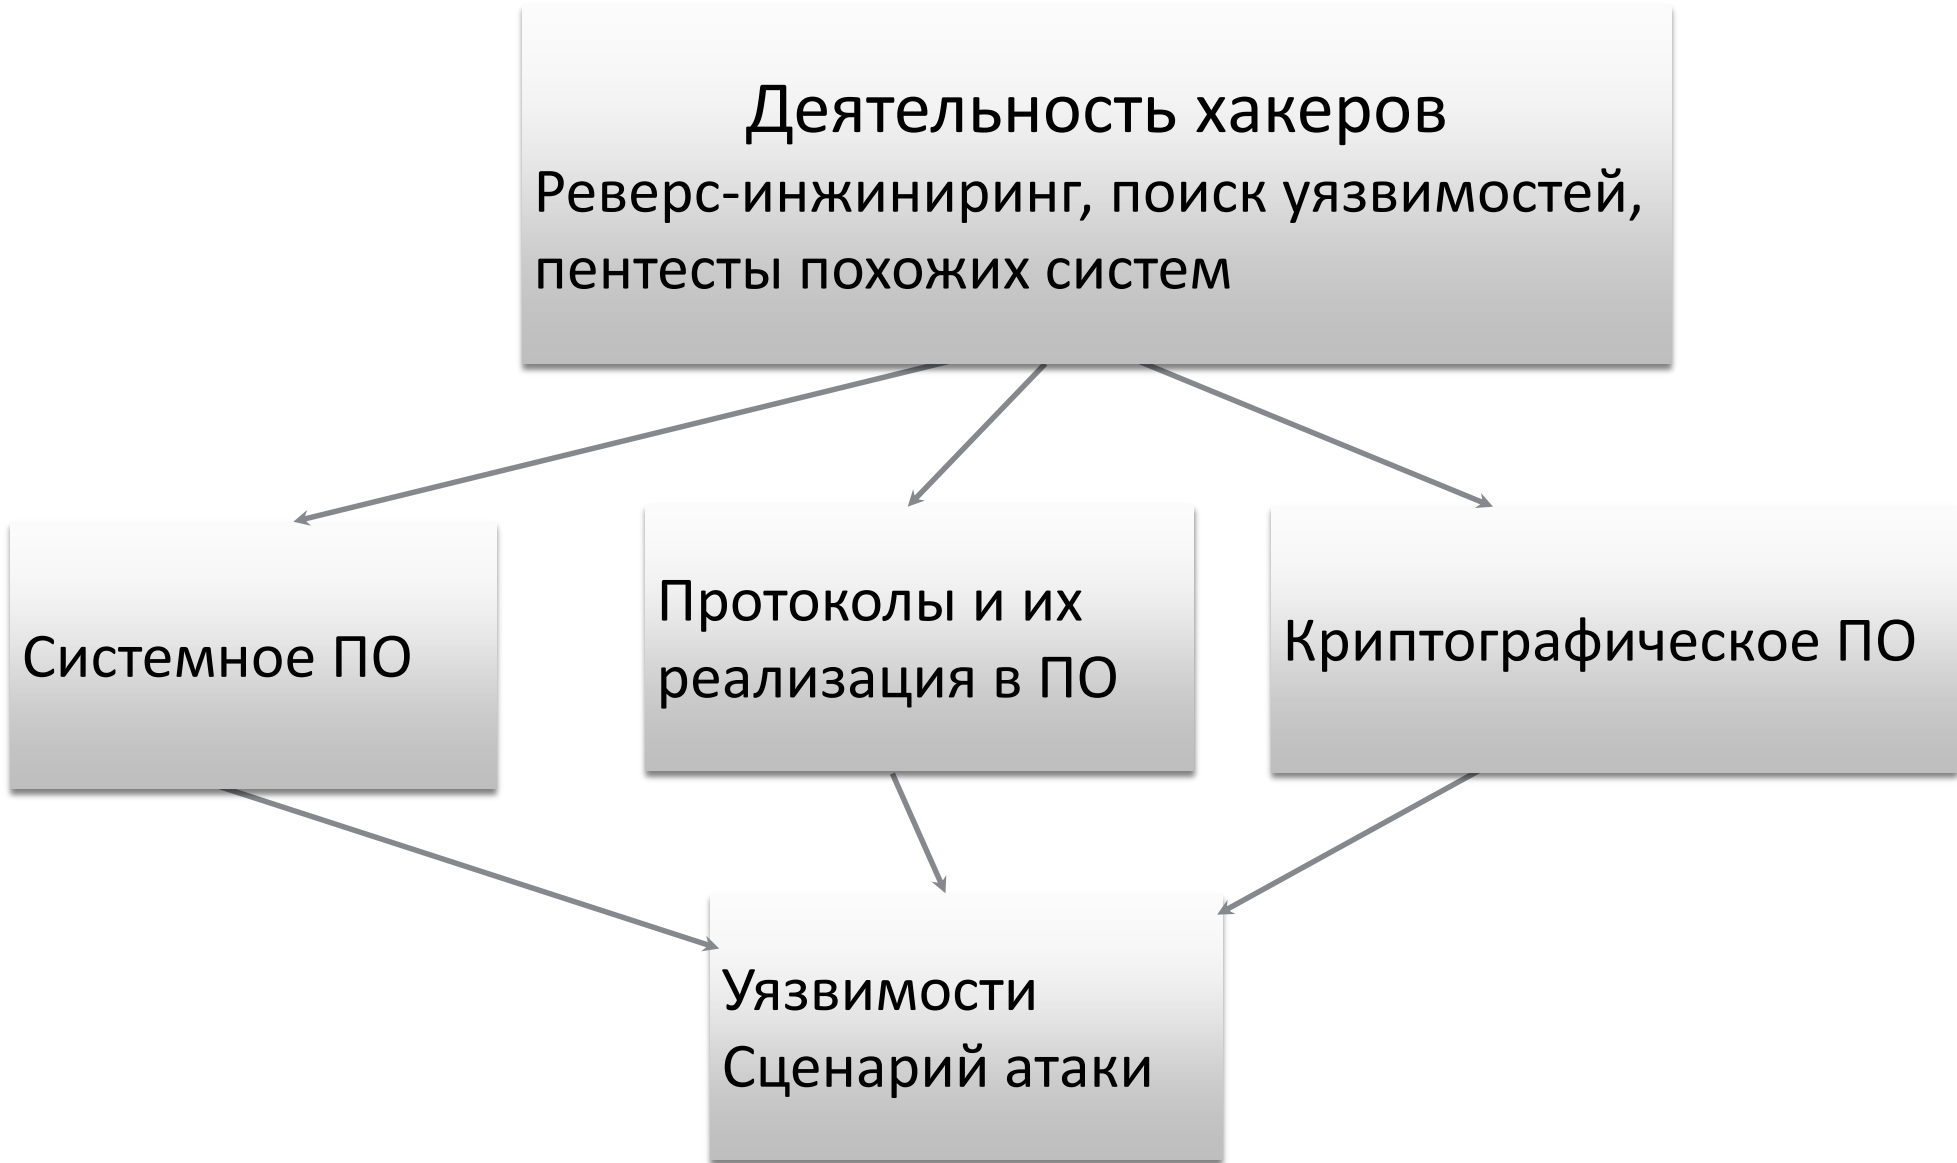 Деятельность хакеров
Реверс-инжиниринг, поиск уязвимостей,
пентесты похожих систем
Системное ПО
Протоколы и их
реализация в ПО
Криптографическое ПО
Уязвимости
Сценарий атаки